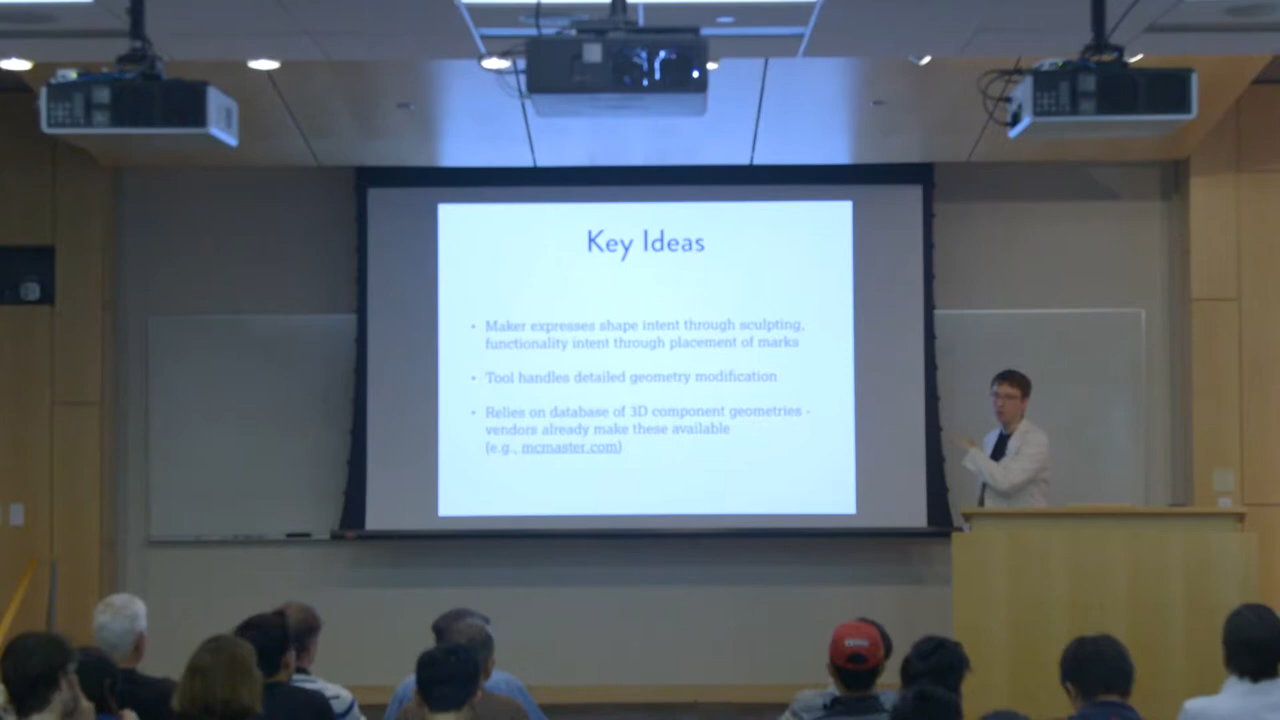 Key Ideas
• Maker expresses shape intent through sculpting,
functionality intent through placement of marks
• Tool handles detailed geometry modification
• Relies on database of 3D component geometries -
vendors already make these available
(e.g., mcmaster.com)